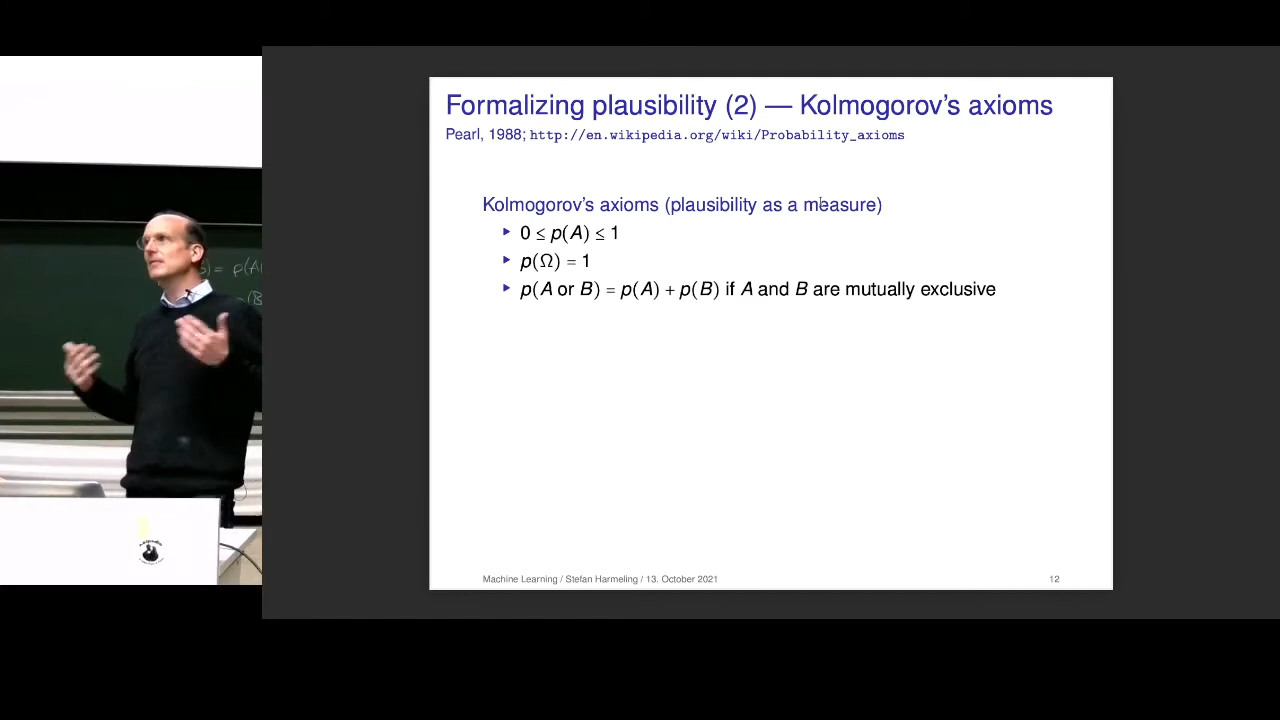 Formalizing plausibility (2) — Kolmogorov's axioms
Pearl, 1988; http://en.wikipedia.org/wiki/Probability_axioms
Kolmogorov's axioms (plausibility as a measure)
0 ≤ p(A) ≤ 1
p(Ω) = 1
p(A or B) = p(A) + p(B) if A and B are mutually exclusive
Machine Learning / Stefan Harmeling / 13. October 2021
12
) = p(A
(B